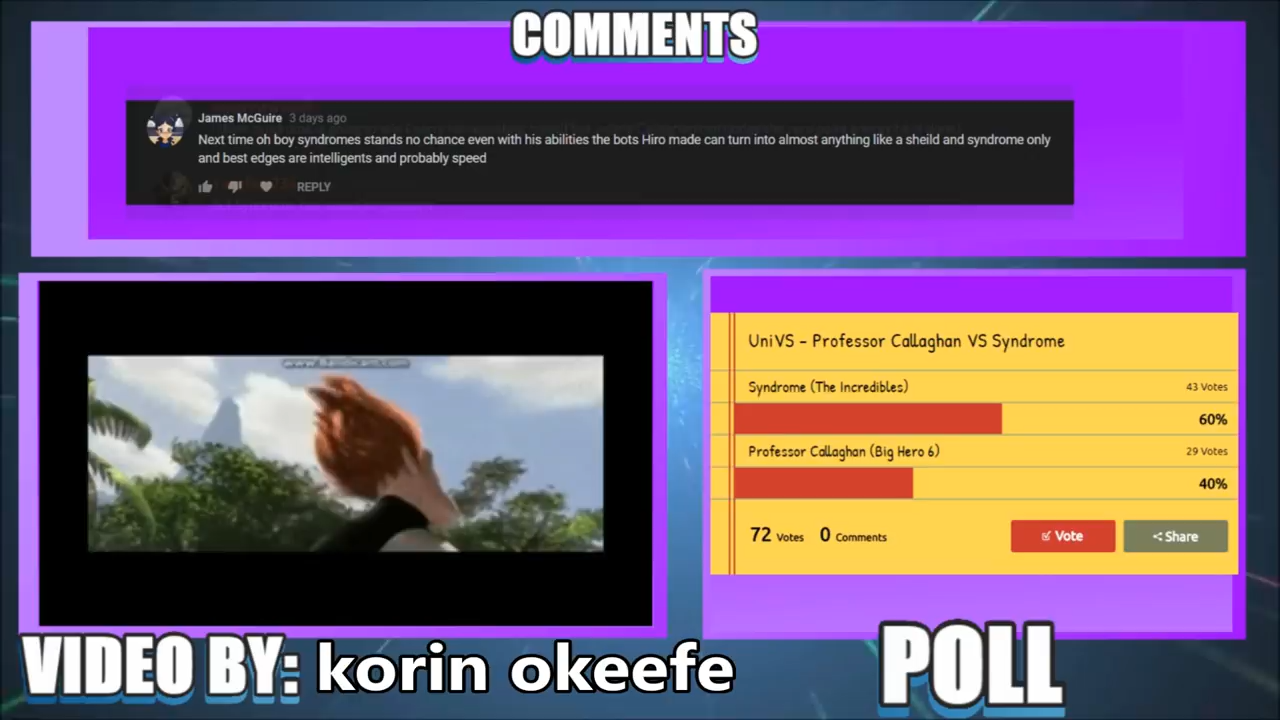 COMMENTS
James McGuire 3 days ago
Next time oh boy syndromes stands no chance even with his abilities the bots Hiro made can turn into almost anything like a sheild and syndrome only
and best edges are intelligents and probably speed
REPLY
www.Bandicam.com
UniVS - Professor Callaghan VS Syndrome
Syndrome (The Incredibles) 43 Votes
60%
Professor Callaghan (Big Hero 6) 29 Votes
40%
72 Votes 0 Comments Vote Share
VIDEO BY: korin okeefe
POLL